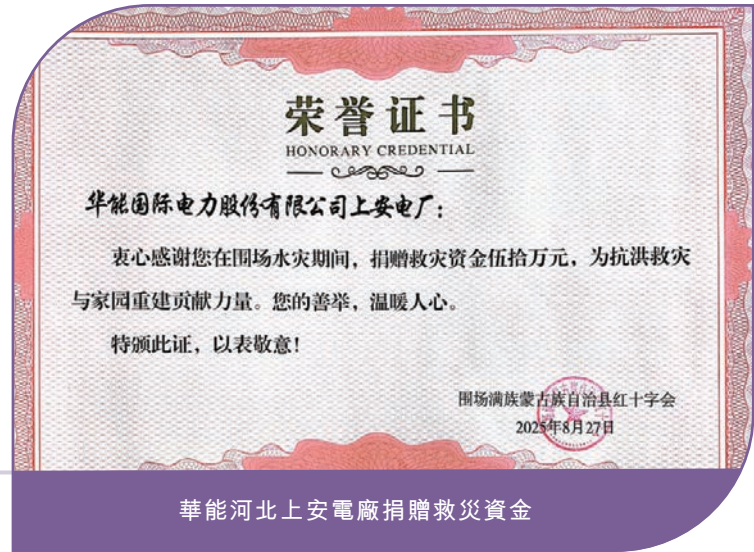 荣誉证书
HONORARY CREDENTIAL
华能国际电力股份有限公司上安电厂：
衷心感谢您在围场水灾期间，捐赠救灾资金伍拾万元，为抗洪救灾
与家园重建贡献力量。您的善举，温暖人心。
特颁此证，以表敬意！
围场满族蒙古族自治县红十字会
2025年8月27日
華能河北上安電廠捐贈救災資金